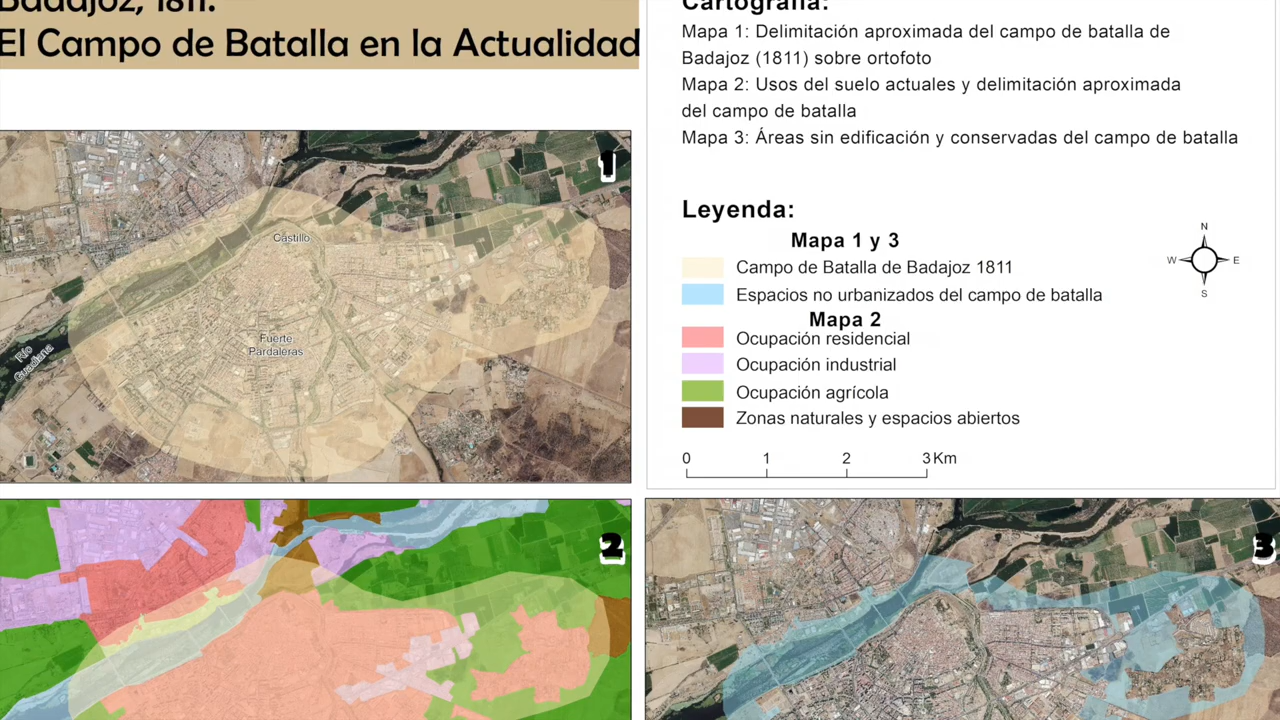 Badajoz, 1811.
El Campo de Batalla en la Actualidad
1
Castillo
Fuerte
Pardaleras
Río
Guadiana
2
Cartografía:
Mapa 1: Delimitación aproximada del campo de batalla de
Badajoz (1811) sobre ortofoto
Mapa 2: Usos del suelo actuales y delimitación aproximada
del campo de batalla
Mapa 3: Áreas sin edificación y conservadas del campo de batalla
Leyenda:
Mapa 1 y 3
Campo de Batalla de Badajoz 1811
Espacios no urbanizados del campo de batalla
Mapa 2
Ocupación residencial
Ocupación industrial
Ocupación agrícola
Zonas naturales y espacios abiertos
N
W E
S
0 1 2 3 Km
3